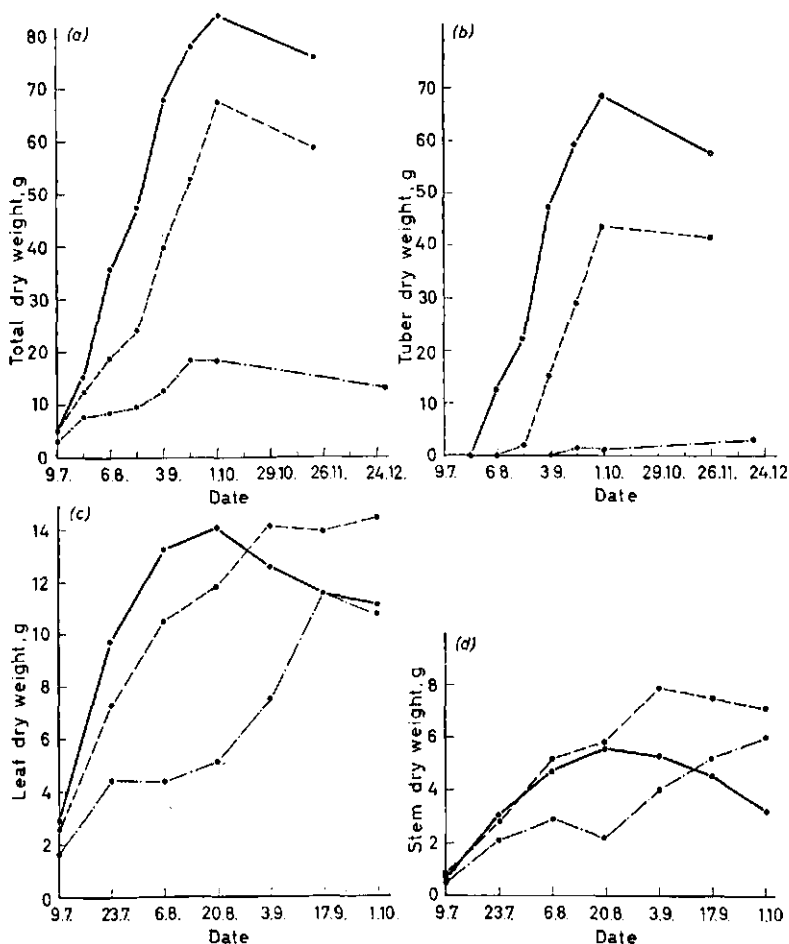 (a)
80
70
60
50
40
30
20
10
0
Total dry weight, g
9.7. 6.8. 3.9. 1.10. 29.10. 26.11. 24.12.
Date
(b)
70
60
50
40
30
20
10
0
Tuber dry weight, g
9.7. 6.8. 3.9. 1.10. 29.10. 26.11. 24.12.
Date
(c)
14
12
10
8
6
4
2
0
Leaf dry weight, g
9.7. 23.7. 6.8. 20.8. 3.9. 17.9. 1.10.
Date
(d)
8
6
4
2
0
Stem dry weight, g
9.7. 23.7. 6.8. 20.8. 3.9. 17.9. 1.10
Date